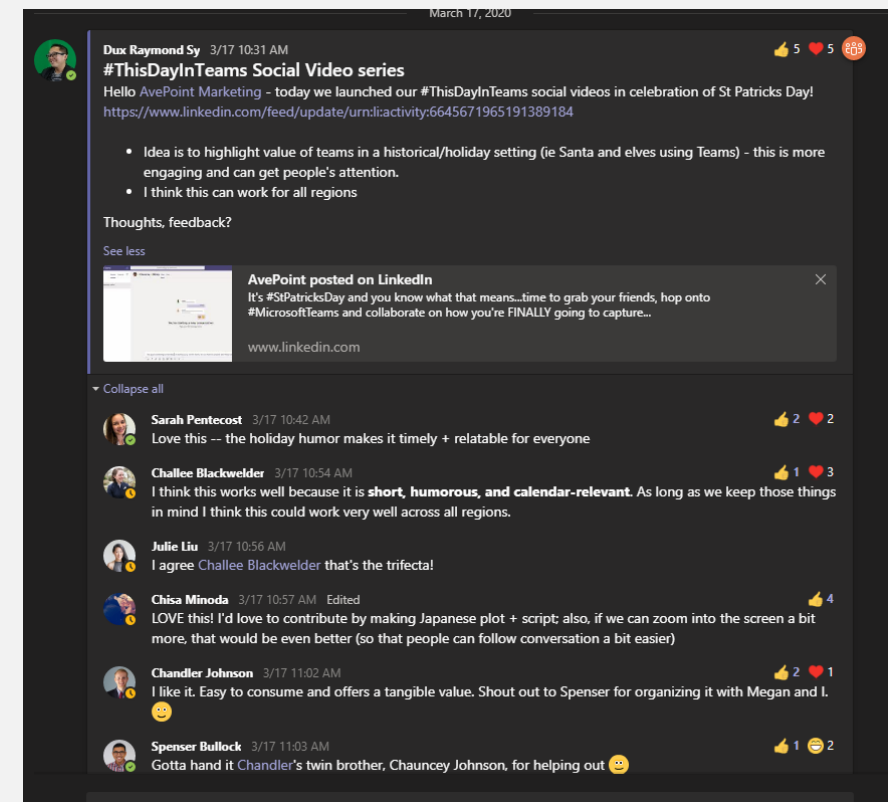 March 17, 2020
Dux Raymond Sy 3/17 10:31 AM
5 5
#ThisDayInTeams Social Video series
Hello AvePoint Marketing - today we launched our #ThisDayInTeams social videos in celebration of St Patricks Day!
https://www.linkedin.com/feed/update/urn:li:activity:6645671965191389184
• Idea is to highlight value of teams in a historical/holiday setting (ie Santa and elves using Teams) - this is more
engaging and can get people's attention.
• I think this can work for all regions
Thoughts, feedback?
See less
AvePoint posted on LinkedIn
It's #StPatricksDay and you know what that means...time to grab your friends, hop onto
#MicrosoftTeams and collaborate on how you're FINALLY going to capture...
www.linkedin.com
Collapse all
Sarah Pentecost 3/17 10:42 AM
2 2
Love this -- the holiday humor makes it timely + relatable for everyone
Challee Blackwelder 3/17 10:54 AM
1 3
I think this works well because it is short, humorous, and calendar-relevant. As long as we keep those things
in mind I think this could work very well across all regions.
Julie Liu 3/17 10:56 AM
I agree Challee Blackwelder that's the trifecta!
Chisa Minoda 3/17 10:57 AM Edited
4
LOVE this! I'd love to contribute by making Japanese plot + script; also, if we can zoom into the screen a bit
more, that would be even better (so that people can follow conversation a bit easier)
Chandler Johnson 3/17 11:02 AM
2 1
I like it. Easy to consume and offers a tangible value. Shout out to Spenser for organizing it with Megan and I.
Spenser Bullock 3/17 11:03 AM
1 2
Gotta hand it Chandler's twin brother, Chauncey Johnson, for helping out